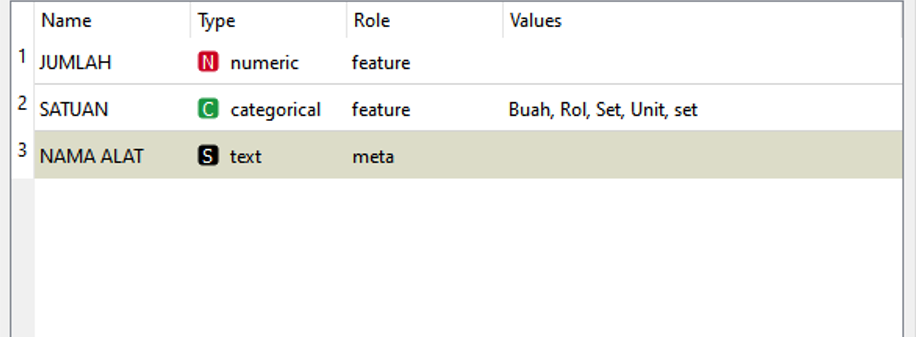 Name Type Role Values
1 JUMLAH N numeric feature
2 SATUAN C categorical feature Buah, Rol, Set, Unit, set
3 NAMA ALAT S text meta